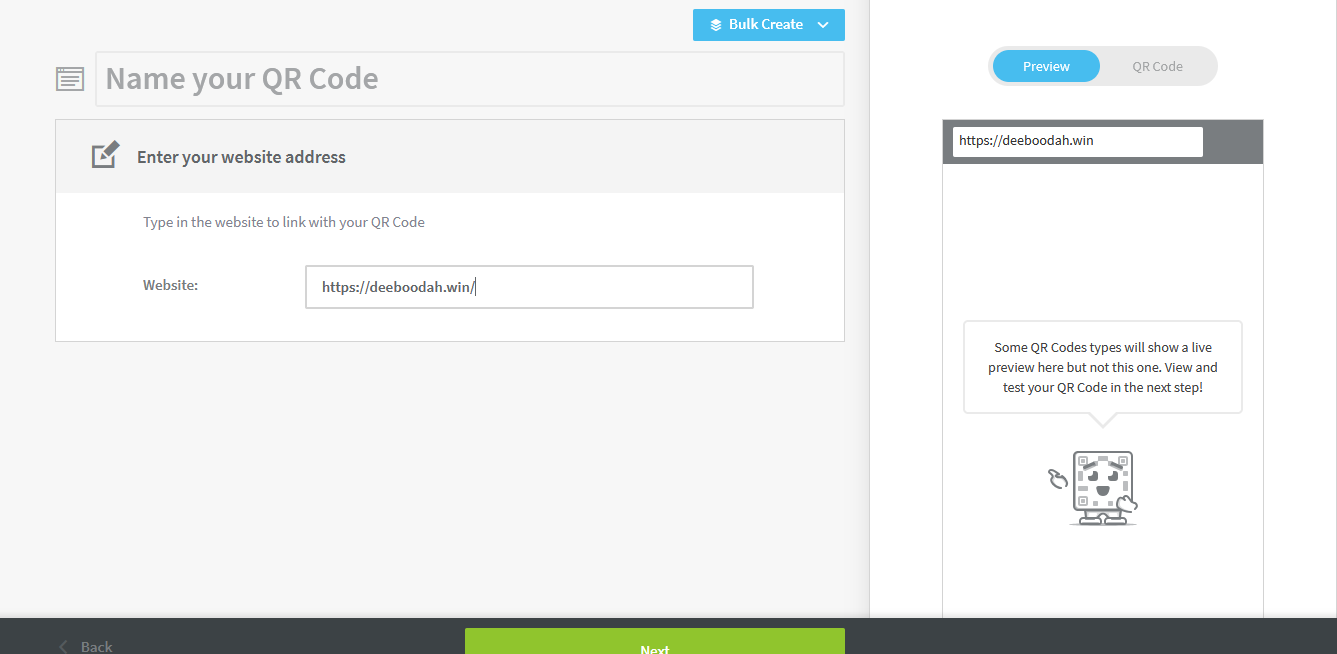 Bulk Create
Name your QR Code
Enter your website address
Type in the website to link with your QR Code
Website:
https://deeboodah.win/
Preview
QR Code
https://deeboodah.win
Some QR Codes types will show a live
preview here but not this one. View and
test your QR Code in the next step!
Back
Next